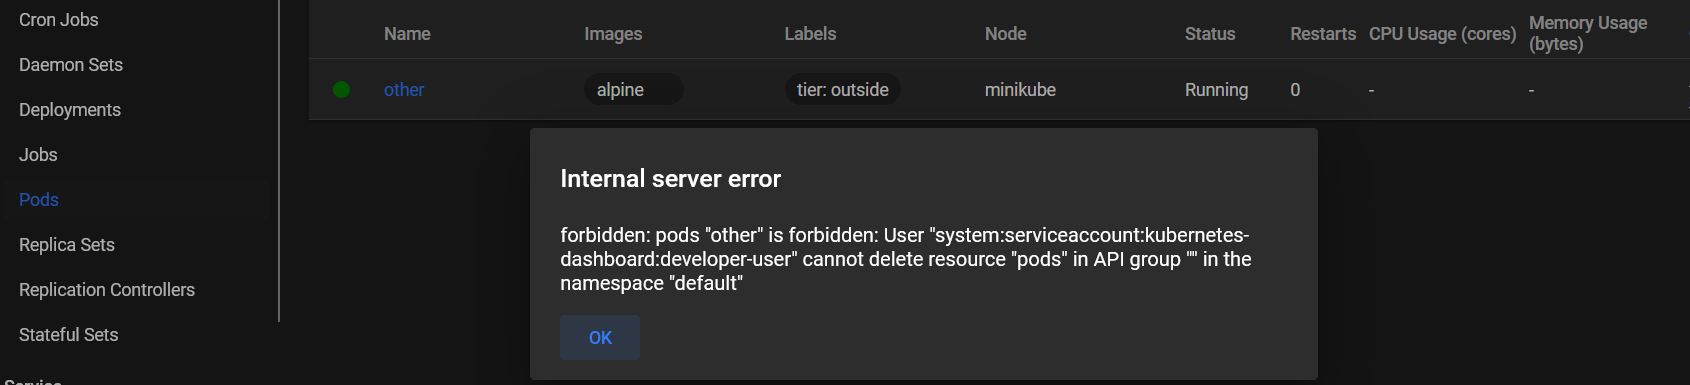 Cron Jobs
Daemon Sets
Deployments
Jobs
Pods
Replica Sets
Replication Controllers
Stateful Sets
Service
Name Images Labels Node Status Restarts CPU Usage (cores) Memory Usage
(bytes)
other alpine tier: outside minikube Running 0 - -
Internal server error
forbidden: pods "other" is forbidden: User "system:serviceaccount:kubernetes-
dashboard:developer-user" cannot delete resource "pods" in API group "" in the
namespace "default"
OK